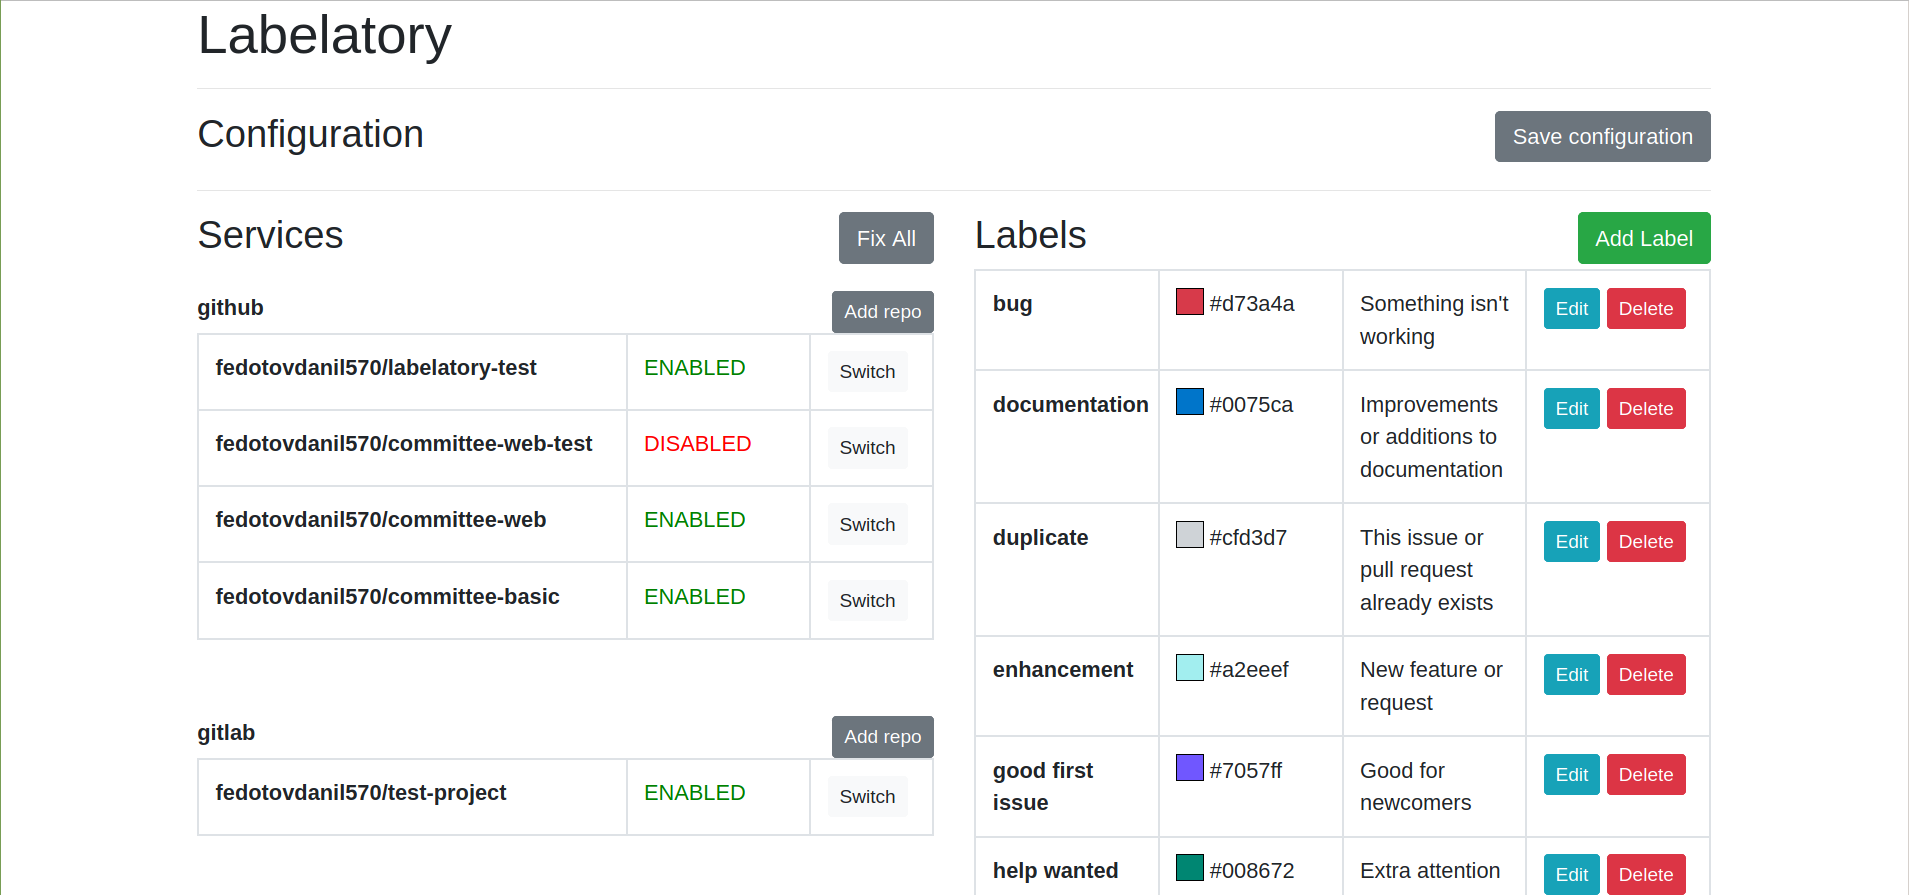 Labelatory
Configuration
Save configuration
Services
Fix All
github
Add repo
fedotovdanil570/labelatory-test ENABLED Switch
fedotovdanil570/committee-web-test DISABLED Switch
fedotovdanil570/committee-web ENABLED Switch
fedotovdanil570/committee-basic ENABLED Switch
gitlab
Add repo
fedotovdanil570/test-project ENABLED Switch
Labels
Add Label
bug #d73a4a Something isn't Edit Delete
working
documentation #0075ca Improvements Edit Delete
or additions to
documentation
duplicate #cfd3d7 This issue or Edit Delete
pull request
already exists
enhancement #a2eeef New feature or Edit Delete
request
good first #7057ff Good for Edit Delete
issue newcomers
help wanted #008672 Extra attention Edit Delete